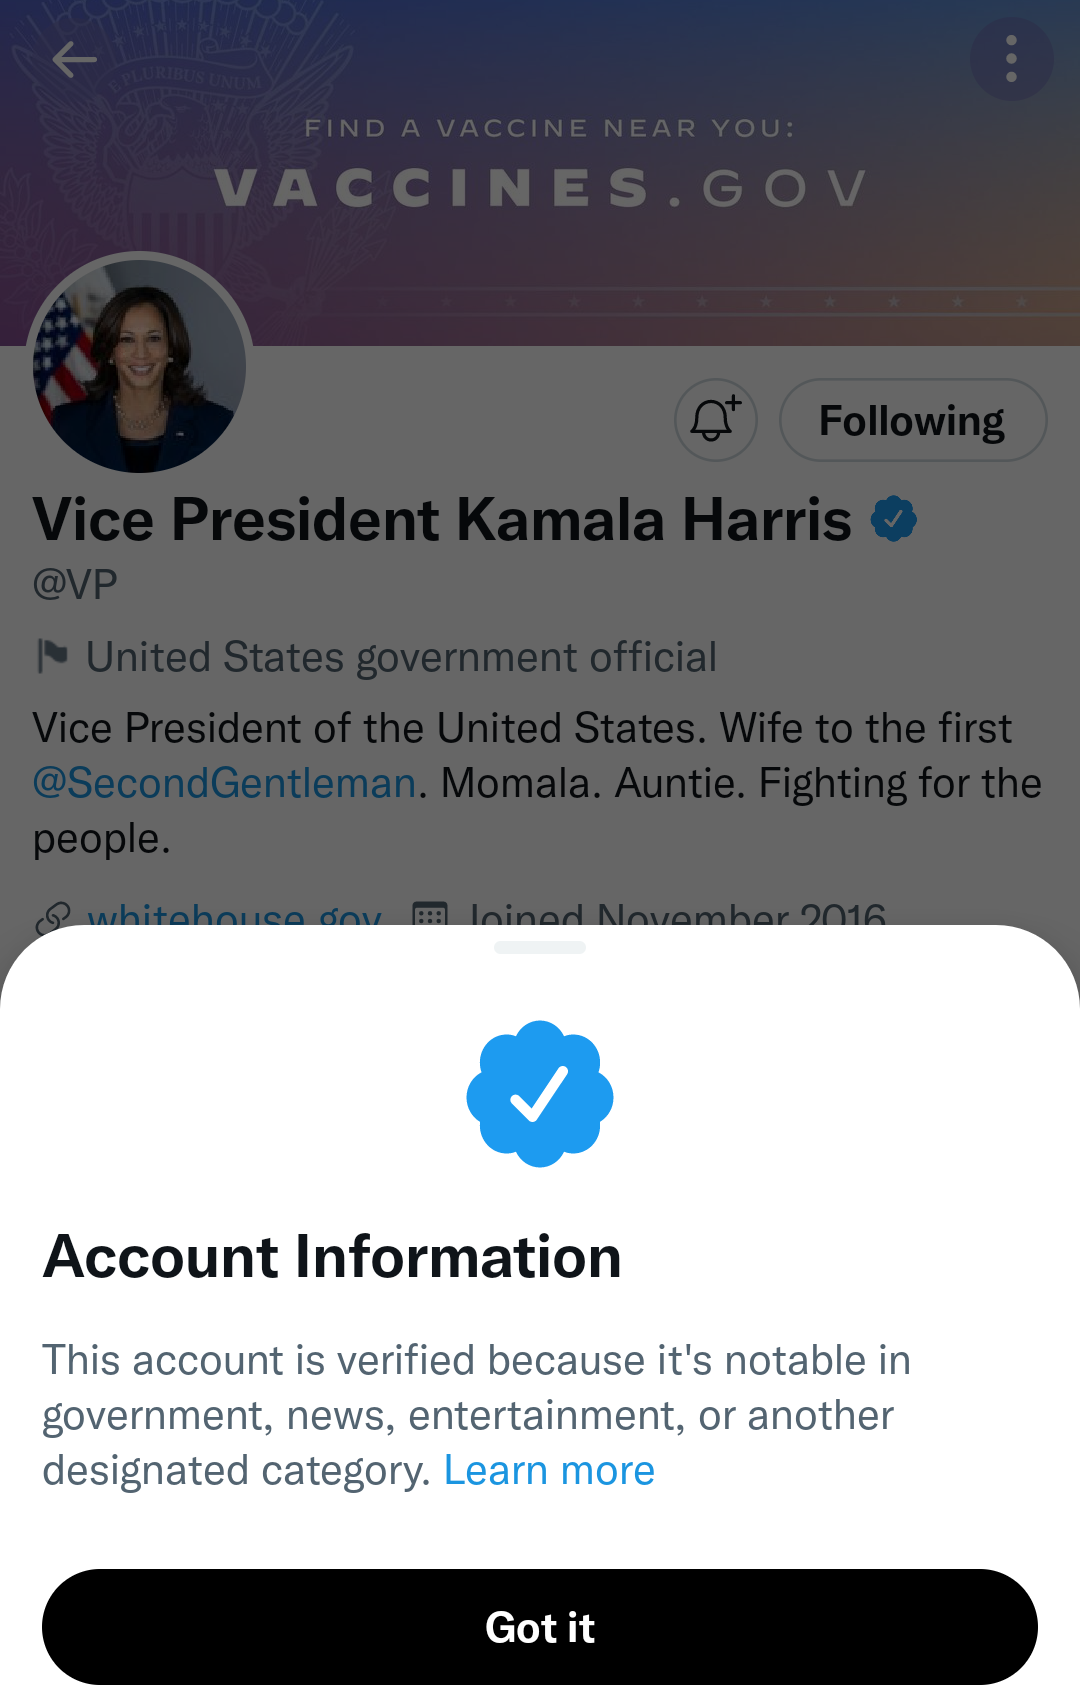 E PLURIBUS UNUM
FIND A VACCINE NEAR YOU:
VACCINES.GOV
Following
Vice President Kamala Harris
@VP
United States government official
Vice President of the United States. Wife to the first
@SecondGentleman. Momala. Auntie. Fighting for the
people.
whitehouse.gov Joined November 2016
Account Information
This account is verified because it's notable in
government, news, entertainment, or another
designated category. Learn more
Got it